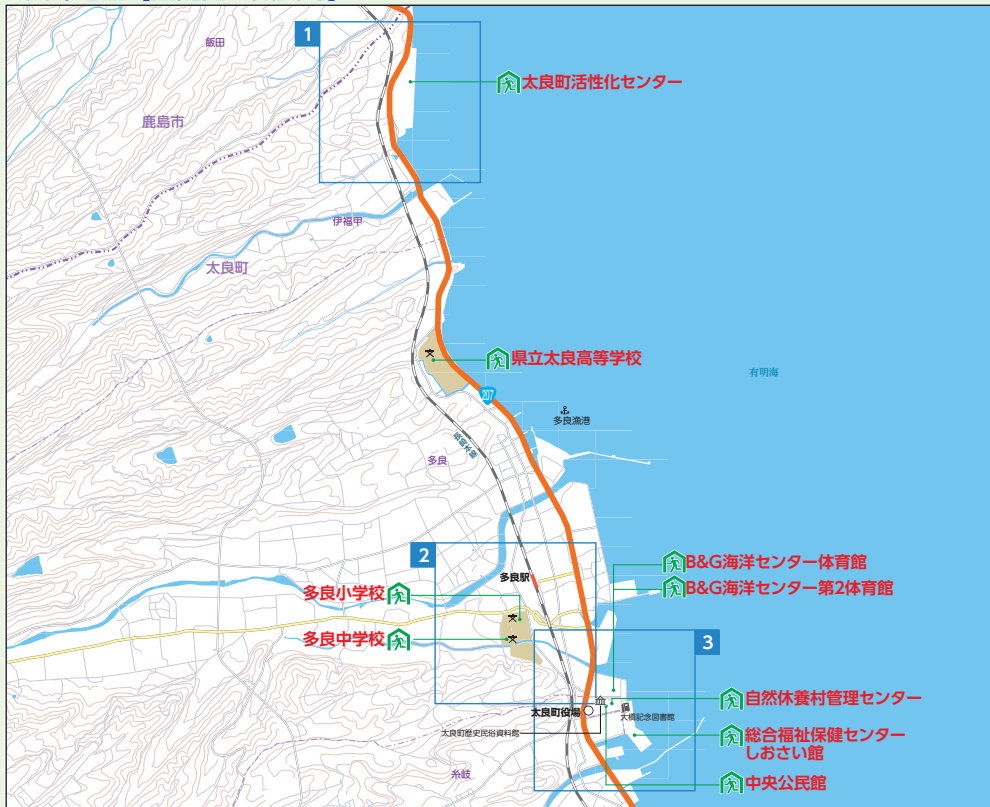 1
飯田
太良町活性化センター
鹿島市
伊福甲
太良町
県立太良高等学校
有明海
207
多良漁港
多良
2
多良駅
B&G海洋センター体育館
B&G海洋センター第2体育館
多良小学校
多良中学校
3
自然休養村管理センター
太良町役場
大橋記念図書館
太良町歴史民俗資料館
総合福祉保健センター
しおさい館
糸岐
中央公民館